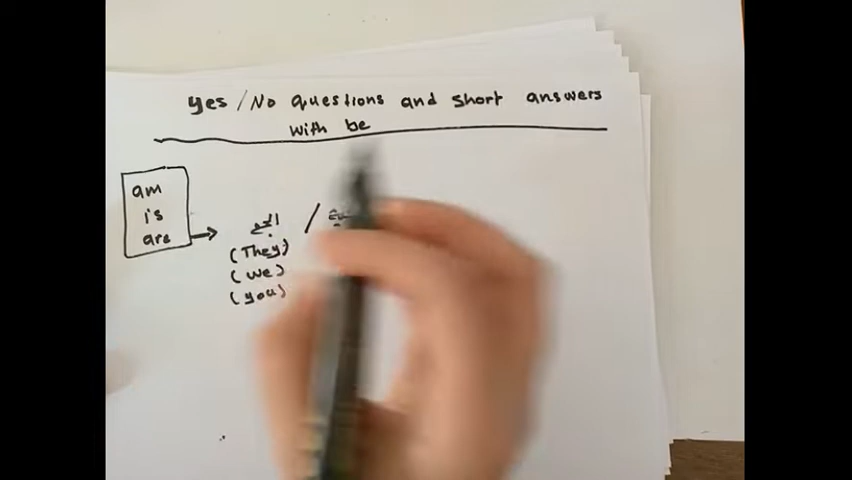 yes / No questions and short answers
with be
am
is
are
/
(They)
(we)
(you)